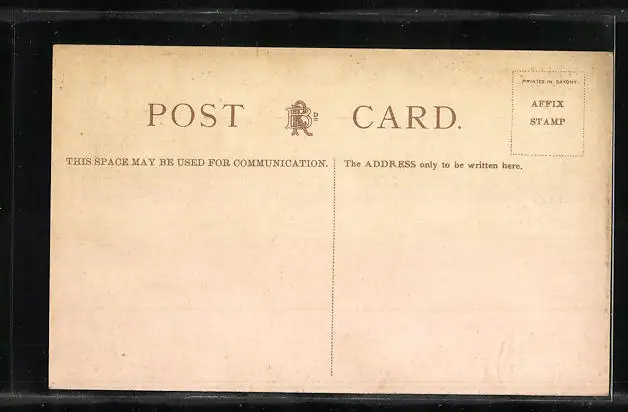 PRINTED IN SAXONY.
POST CARD.
AFFIX
STAMP
THIS SPACE MAY BE USED FOR COMMUNICATION.
The ADDRESS only to be written here.